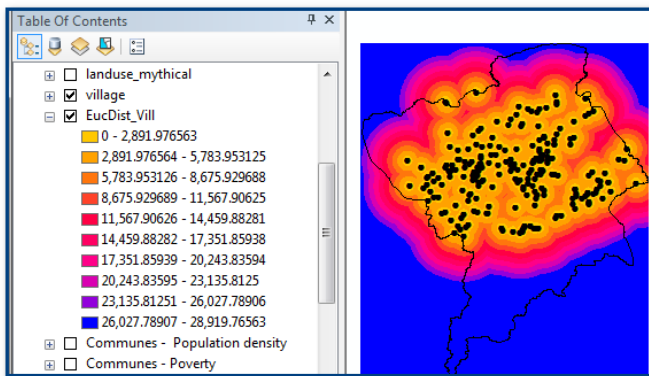 Table Of Contents
landuse_mythical
village
EucDist_Vill
0 - 2,891.976563
2,891.976564 - 5,783.953125
5,783.953126 - 8,675.929688
8,675.929689 - 11,567.90625
11,567.90626 - 14,459.88281
14,459.88282 - 17,351.85938
17,351.85939 - 20,243.83594
20,243.83595 - 23,135.8125
23,135.81251 - 26,027.78906
26,027.78907 - 28,919.76563
Communes - Population density
Communes - Poverty